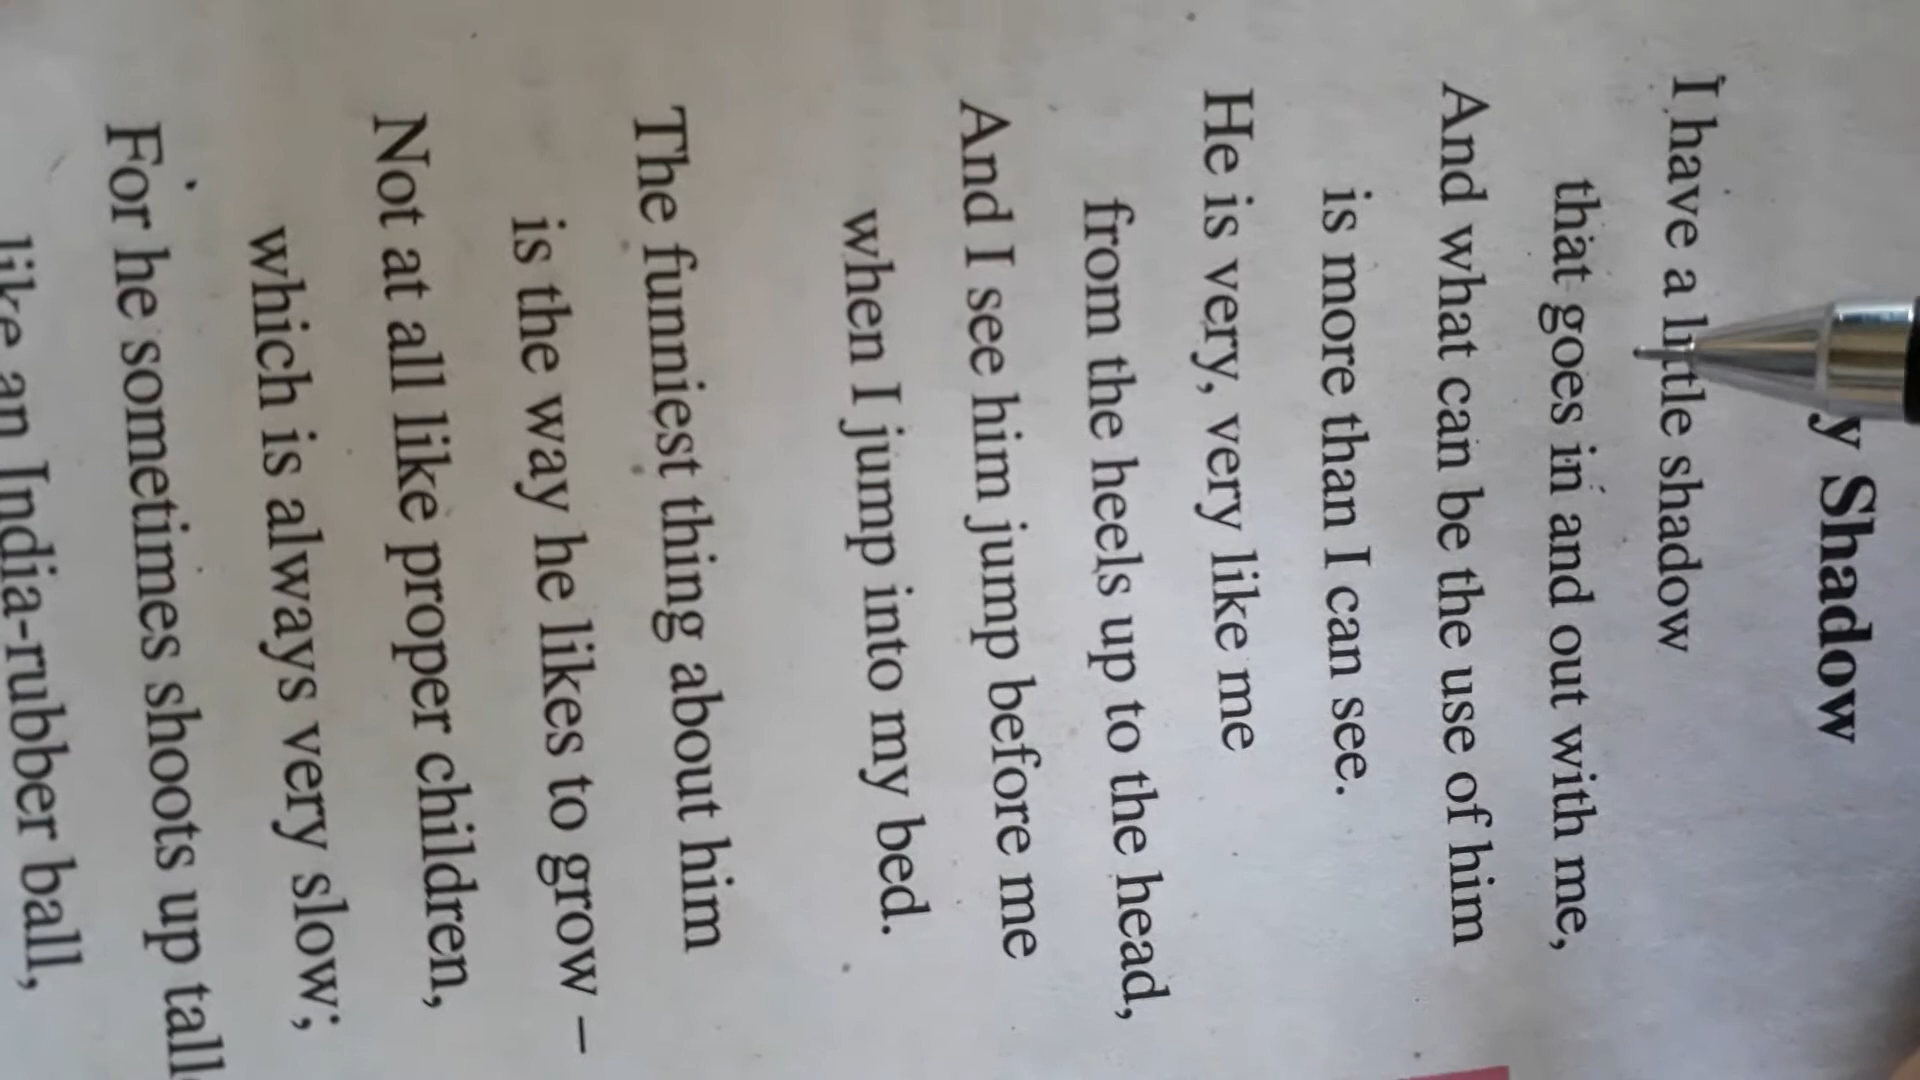 y Shadow
I have a little shadow
that goes in and out with me,
And what can be the use of him
is more than I can see.
He is very, very like me
from the heels up to the head,
And I see him jump before me
when I jump into my bed.
The funniest thing about him
is the way he likes to grow –
Not at all like proper children,
which is always very slow;
For he sometimes shoots up tall
like an India-rubber ball,